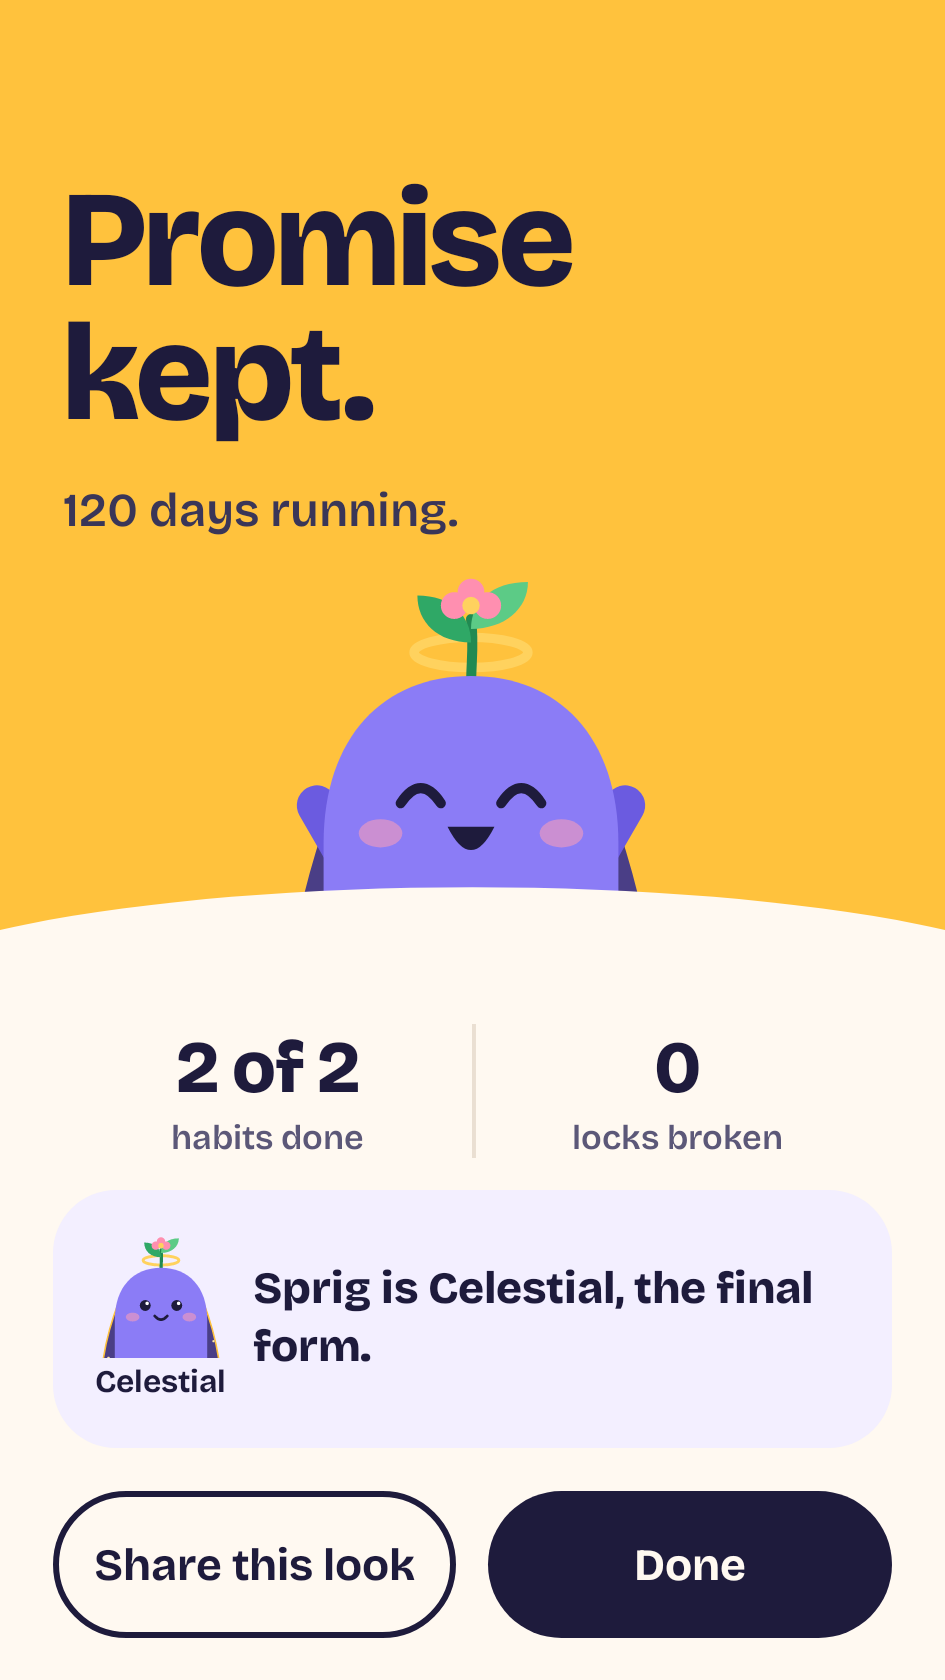 Promise
kept.
120 days running.
2 of 2
habits done
0
locks broken
Sprig is Celestial, the final
form.
Celestial
Share this look
Done